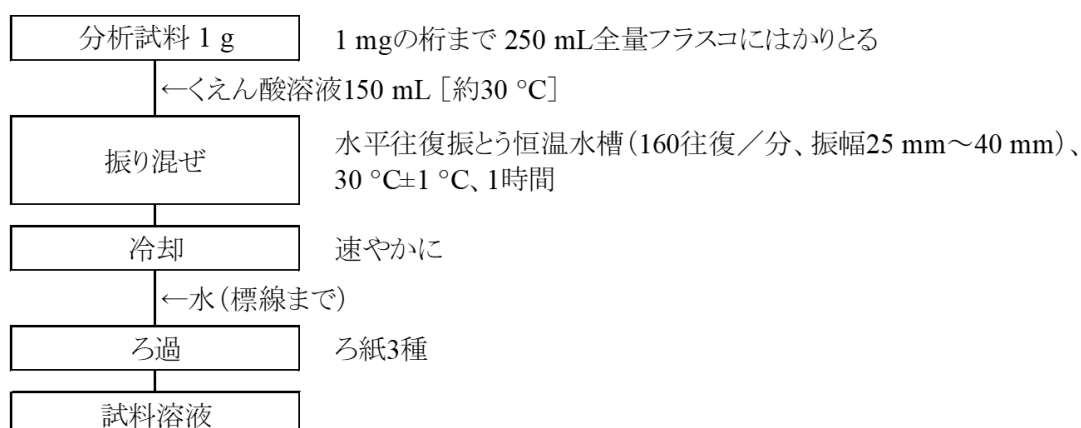 分析試料 1 g
1 mgの桁まで 250 mL全量フラスコにはかりとる
←くえん酸溶液150 mL［約30 °C］
振り混ぜ
水平往復振とう恒温水槽（160往復／分、振幅25 mm～40 mm）、
30 °C±1 °C、1時間
冷却
速やかに
←水（標線まで）
ろ過
ろ紙3種
試料溶液